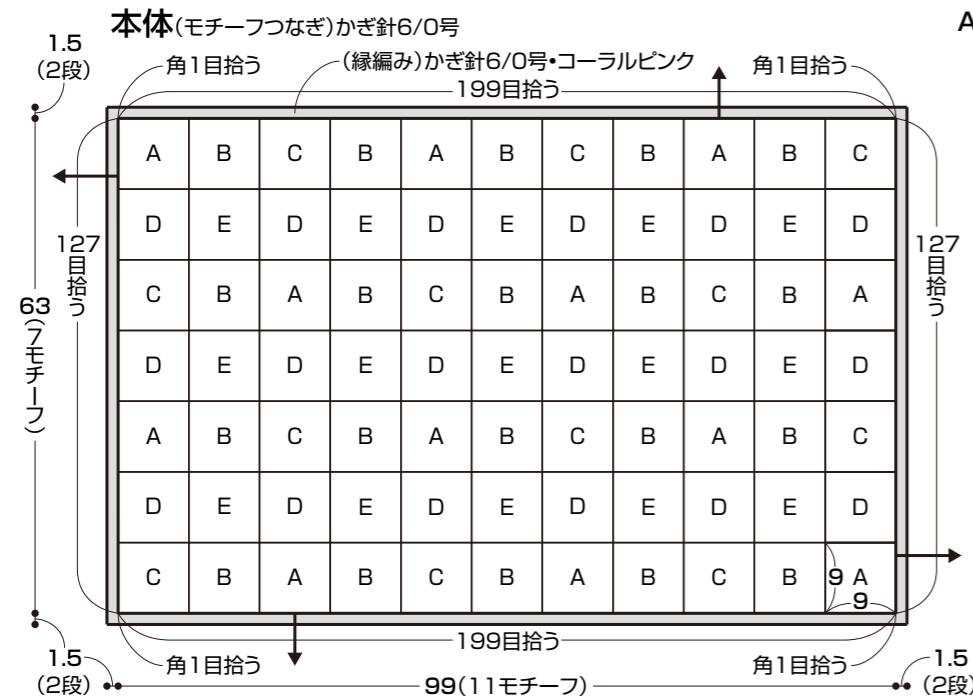 本体(モチーフつなぎ)かぎ針6/0号
A
1.5
(2段)
角1目拾う
(縁編み)かぎ針6/0号・コーラルピンク
角1目拾う
199目拾う
A B C B A B C B A B C
D E D E D E D E D E D
127目拾う
127目拾う
C B A B C B A B C B A
63(7モチーフ)
D E D E D E D E D E D
A B C B A B C B A B C
D E D E D E D E D E D
C B A B C B A B C B 9 A
9
199目拾う
1.5
(2段)
角1目拾う
角1目拾う
99(11モチーフ)
1.5
(2段)